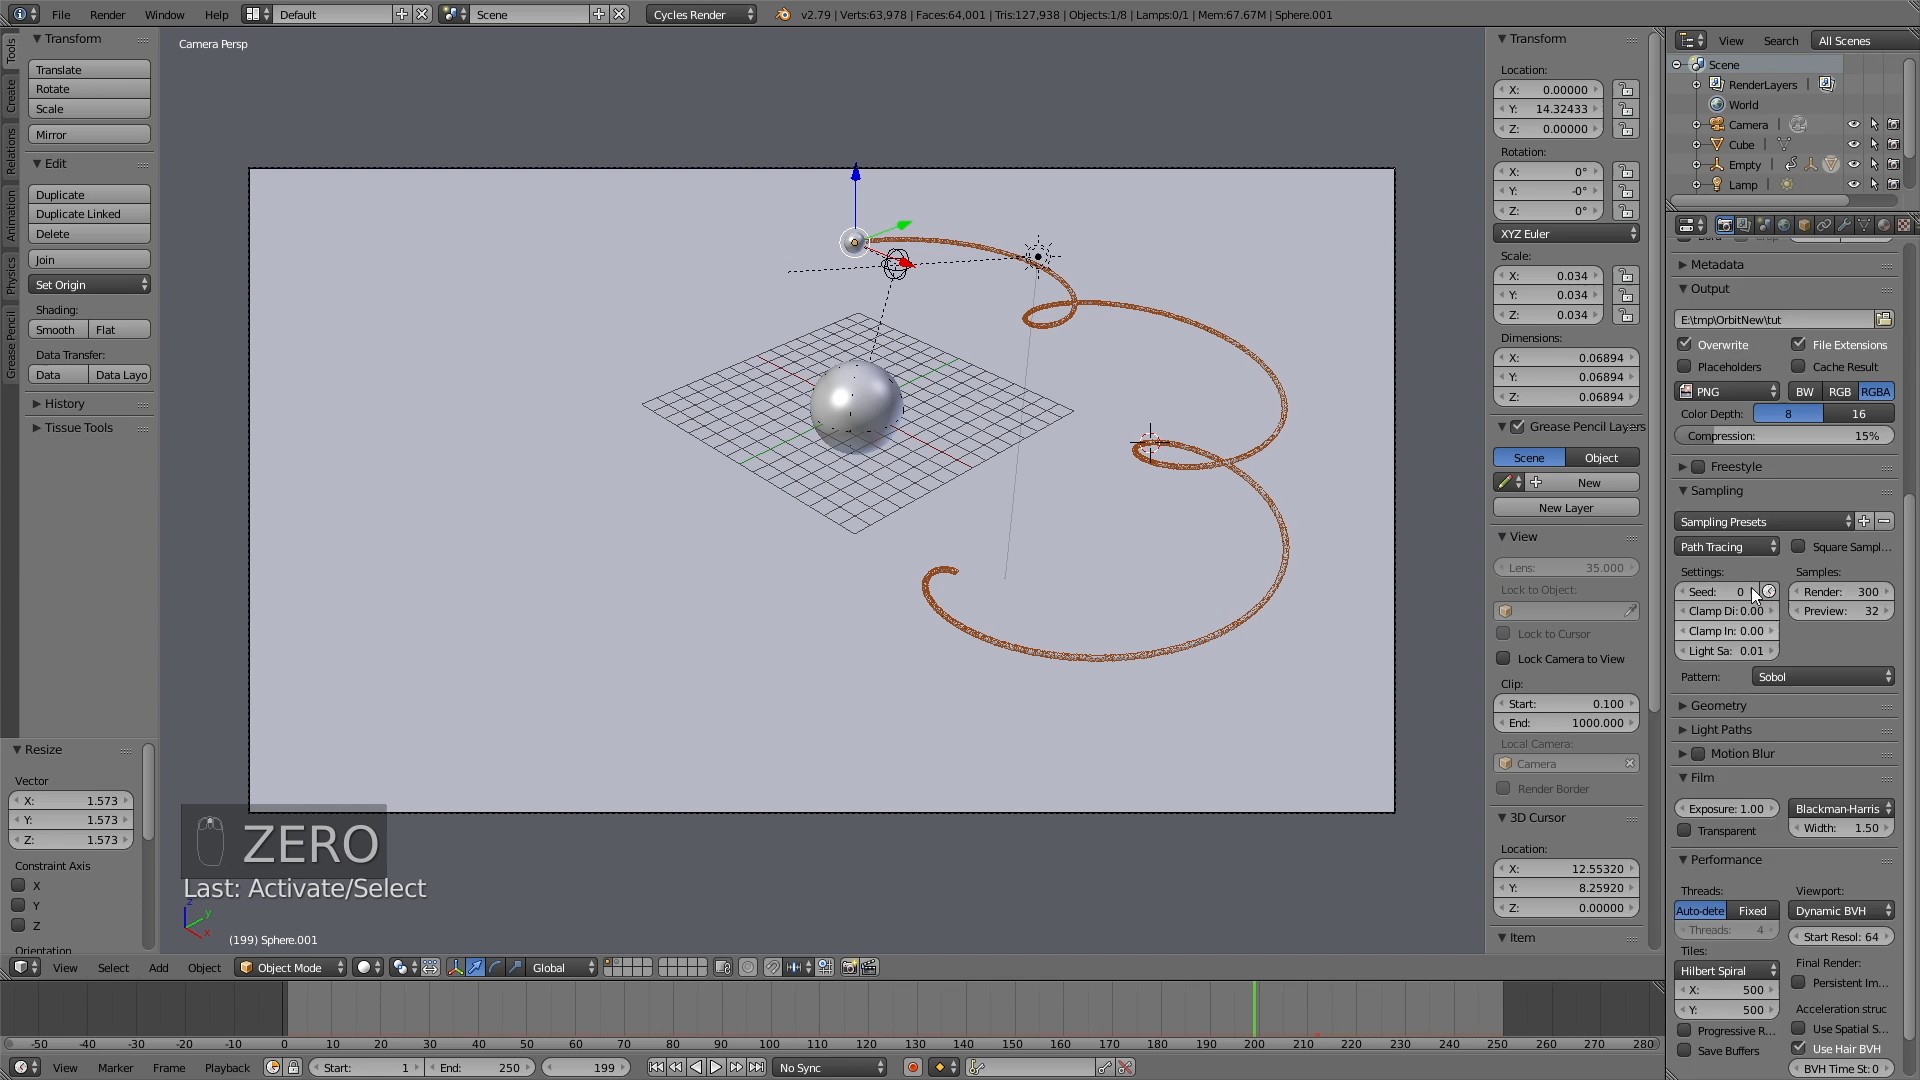 File Render Window Help Default Scene Cycles Render v2.79 | Verts:63,978 | Faces:64,001 | Tris:127,938 | Objects:1/8 | Lamps:0/1 | Mem:67.67M | Sphere.001
Tools
Create
Relations
Animation
Physics
Grease Pencil
Transform
Translate
Rotate
Scale
Mirror
Edit
Duplicate
Duplicate Linked
Delete
Join
Set Origin
Shading:
Smooth Flat
Data Transfer:
Data Data Layo
History
Tissue Tools
Resize
Vector
X: 1.573
Y: 1.573
Z: 1.573
Constraint Axis
X
Y
Z
Orientation
Camera Persp
ZERO
Last: Activate/Select
z
y
x
(199) Sphere.001
Transform
Location:
X: 0.00000
Y: 14.32433
Z: 0.00000
Rotation:
X: 0°
Y: -0°
Z: 0°
XYZ Euler
Scale:
X: 0.034
Y: 0.034
Z: 0.034
Dimensions:
X: 0.06894
Y: 0.06894
Z: 0.06894
Grease Pencil Layers
Scene Object
New
New Layer
View
Lens: 35.000
Lock to Object:
Lock to Cursor
Lock Camera to View
Clip:
Start: 0.100
End: 1000.000
Local Camera:
Camera
Render Border
3D Cursor
Location:
X: 12.55320
Y: 8.25920
Z: 0.00000
Item
View Search All Scenes
Scene
RenderLayers |
World
Camera |
Cube |
Empty |
Lamp |
Metadata
Output
E:\tmp\OrbitNew\tut
Overwrite File Extensions
Placeholders Cache Result
PNG BW RGB RGBA
Color Depth: 8 16
Compression: 15%
Freestyle
Sampling
Sampling Presets
Path Tracing Square Sampl...
Settings: Samples:
Seed: 0 Render: 300
Clamp Di: 0.00 Preview: 32
Clamp In: 0.00
Light Sa: 0.01
Pattern: Sobol
Geometry
Light Paths
Motion Blur
Film
Exposure: 1.00 Blackman-Harris
Transparent Width: 1.50
Performance
Threads: Viewport:
Auto-dete Fixed Dynamic BVH
Threads: 4 Start Resol: 64
Tiles: Final Render:
Hilbert Spiral Persistent Im...
X: 500 Acceleration struc
Y: 500 Use Spatial S...
Progressive R... Use Hair BVH
Save Buffers BVH Time St: 0
View Select Add Object Object Mode Global
-50 -40 -30 -20 -10 0 10 20 30 40 50 60 70 80 90 100 110 120 130 140 150 160 170 180 190 200 210 220 230 240 250 260 270 280
View Marker Frame Playback Start: 1 End: 250 199 No Sync